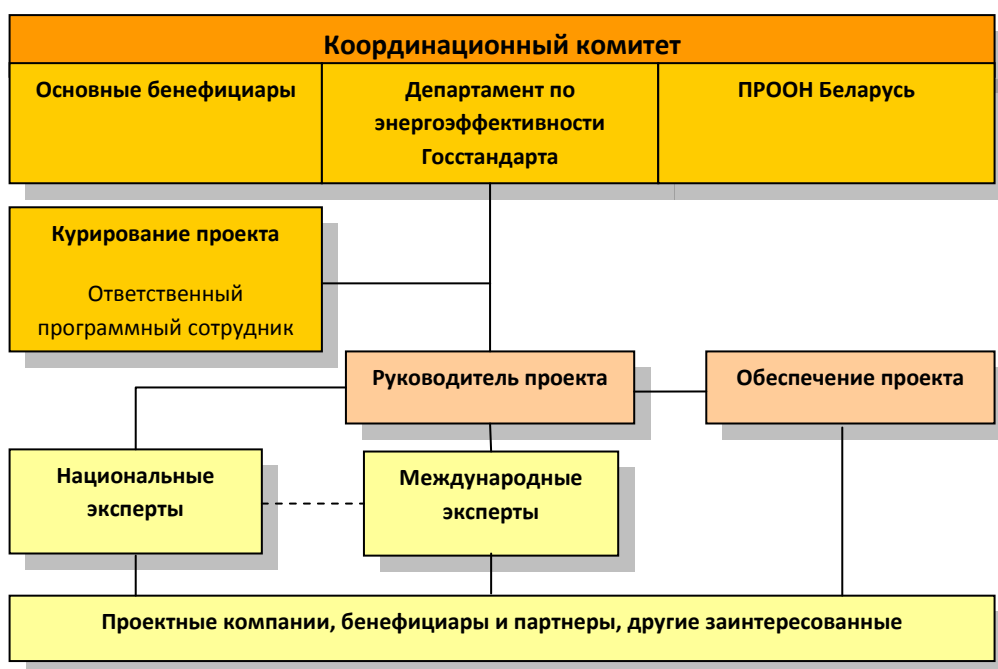 Координационный комитет
Основные бенефициары
Департамент по
энергоэффективности
Госстандарта
ПРООН Беларусь
Курирование проекта
Ответственный
программный сотрудник
Руководитель проекта
Обеспечение проекта
Национальные
эксперты
Международные
эксперты
Проектные компании, бенефициары и партнеры, другие заинтересованные